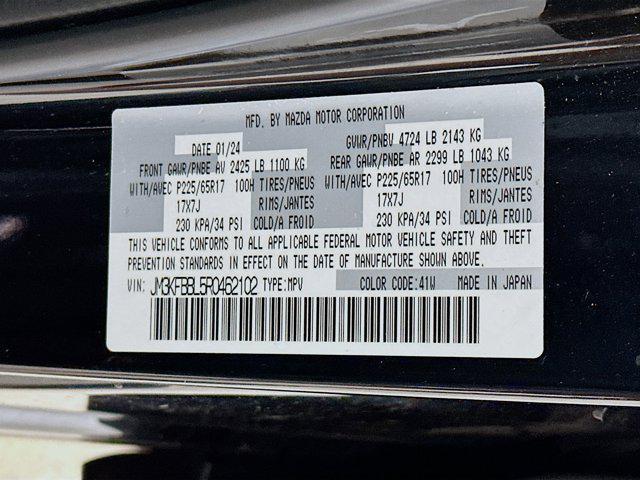 MFD. BY MAZDA MOTOR CORPORATION
DATE 01/24 GVWR/PNBV 4724 LB 2143 KG
FRONT GAWR/PNBE AV 2425 LB 1100 KG REAR GAWR/PNBE AR 2299 LB 1043 KG
WITH/AVEC P225/65R17 100H TIRES/PNEUS WITH/AVEC P225/65R17 100H TIRES/PNEUS
17X7J RIMS/JANTES 17X7J RIMS/JANTES
230 KPA/34 PSI COLD/A FROID 230 KPA/34 PSI COLD/A FROID
THIS VEHICLE CONFORMS TO ALL APPLICABLE FEDERAL MOTOR VEHICLE SAFETY AND THEFT
PREVENTION STANDARDS IN EFFECT ON THE DATE OF MANUFACTURE SHOWN ABOVE.
VIN: JM3KFBBL5R0462102 TYPE:MPV COLOR CODE:41W MADE IN JAPAN